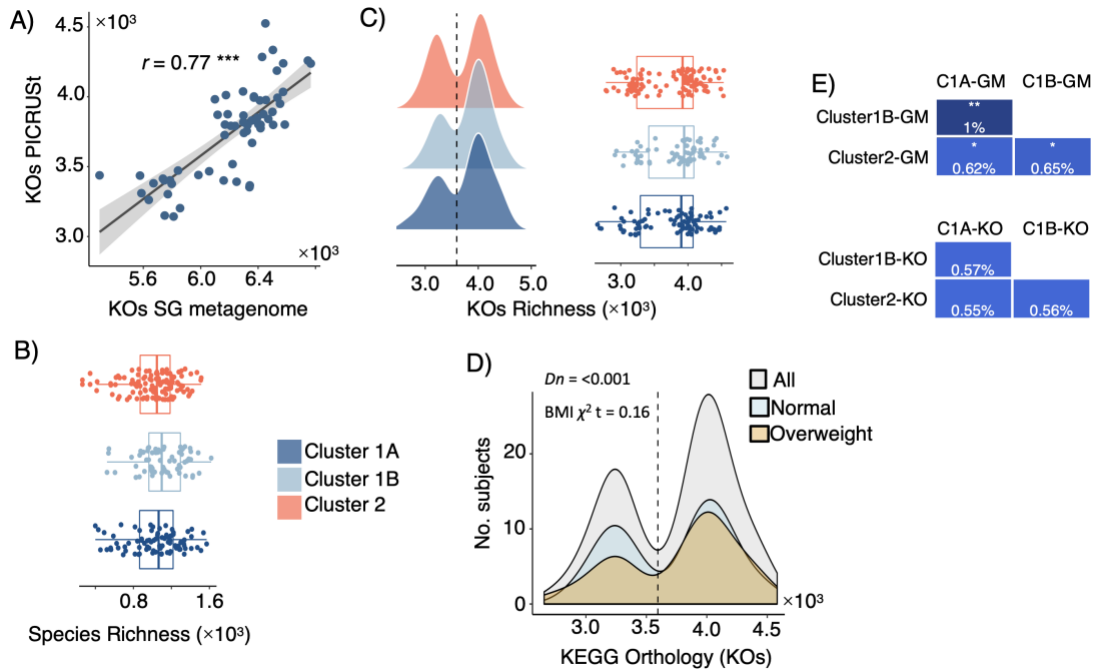 A)
×10³
4.5
4.0
3.5
3.0
KOs PICRUSt
r = 0.77 ***
×10³
5.6 6.0 6.4
KOs SG metagenome
B)
0.8 1.6
Species Richness (×10³)
Cluster 1A
Cluster 1B
Cluster 2
C)
3.0 4.0 5.0
3.0 4.0
KOs Richness (×10³)
D)
Dn = <0.001
BMI χ² t = 0.16
All
Normal
Overweight
No. subjects
20
10
0
×10³
3.0 3.5 4.0 4.5
KEGG Orthology (KOs)
E)
C1A-GM C1B-GM
Cluster1B-GM
**
1%
Cluster2-GM
* *
0.62% 0.65%
C1A-KO C1B-KO
Cluster1B-KO
0.57%
Cluster2-KO
0.55% 0.56%